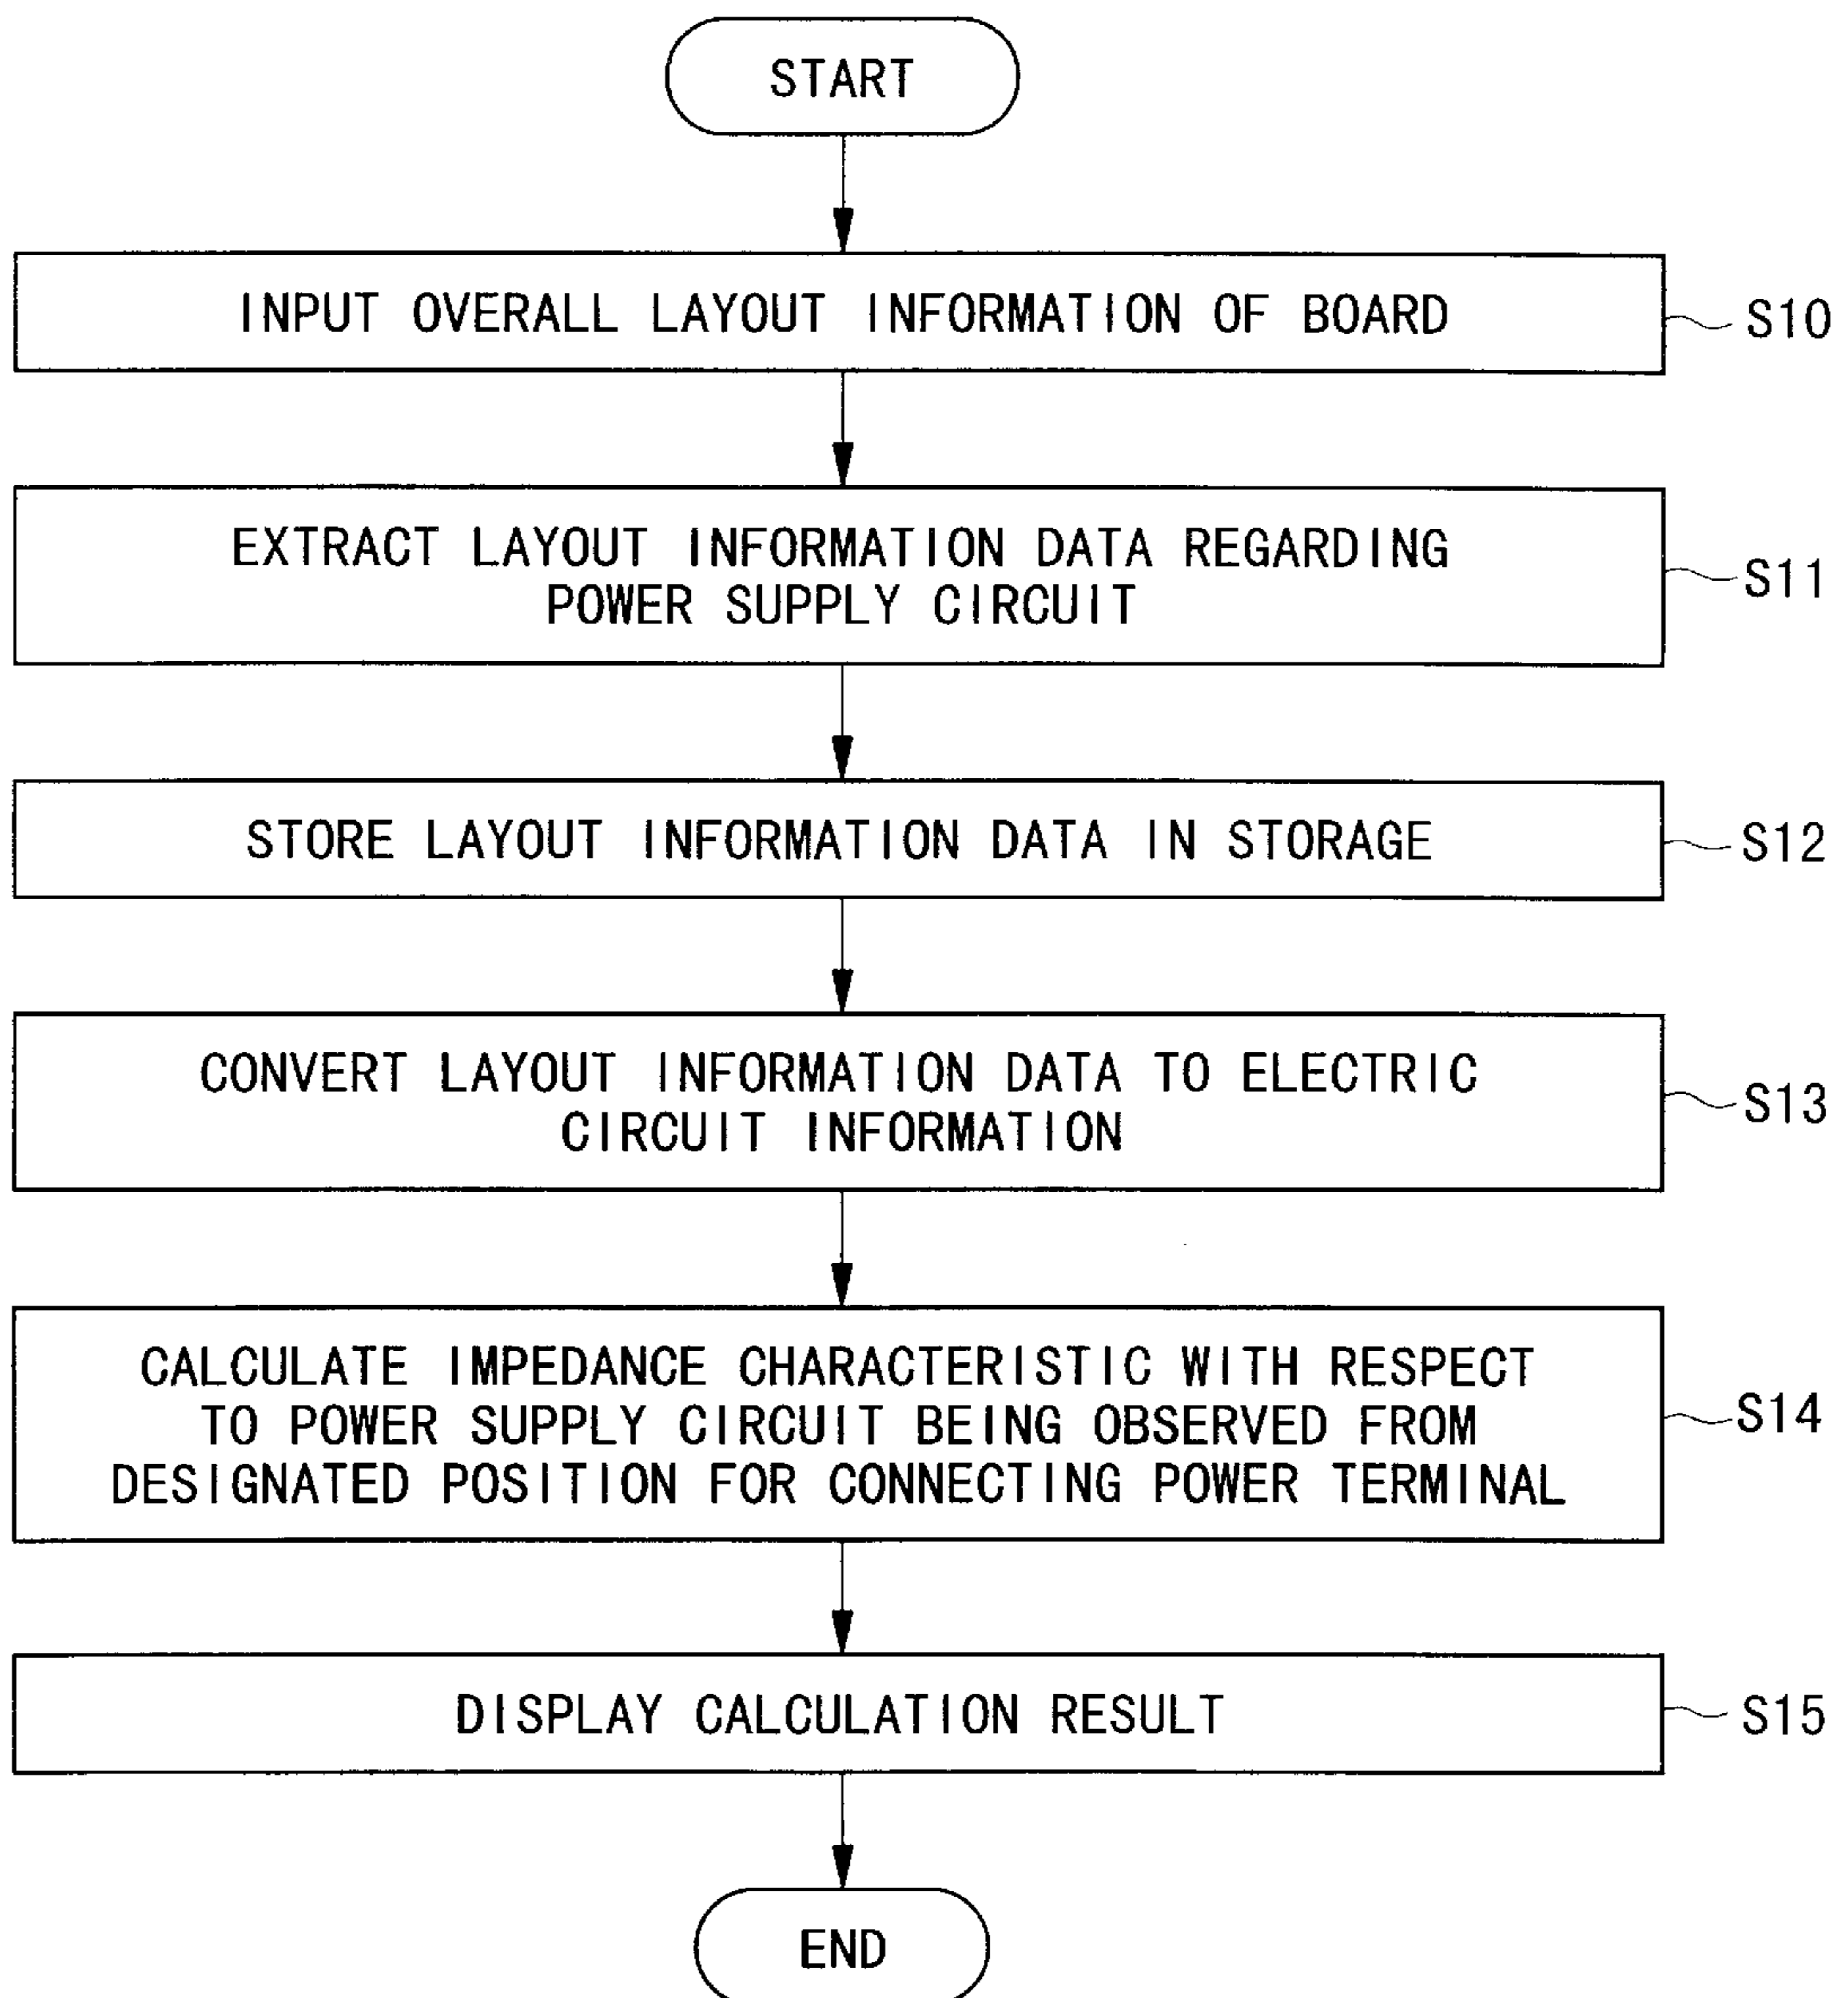 START
INPUT OVERALL LAYOUT INFORMATION OF BOARD
S10
EXTRACT LAYOUT INFORMATION DATA REGARDING
POWER SUPPLY CIRCUIT
S11
STORE LAYOUT INFORMATION DATA IN STORAGE
S12
CONVERT LAYOUT INFORMATION DATA TO ELECTRIC
CIRCUIT INFORMATION
S13
CALCULATE IMPEDANCE CHARACTERISTIC WITH RESPECT
TO POWER SUPPLY CIRCUIT BEING OBSERVED FROM
DESIGNATED POSITION FOR CONNECTING POWER TERMINAL
S14
DISPLAY CALCULATION RESULT
S15
END